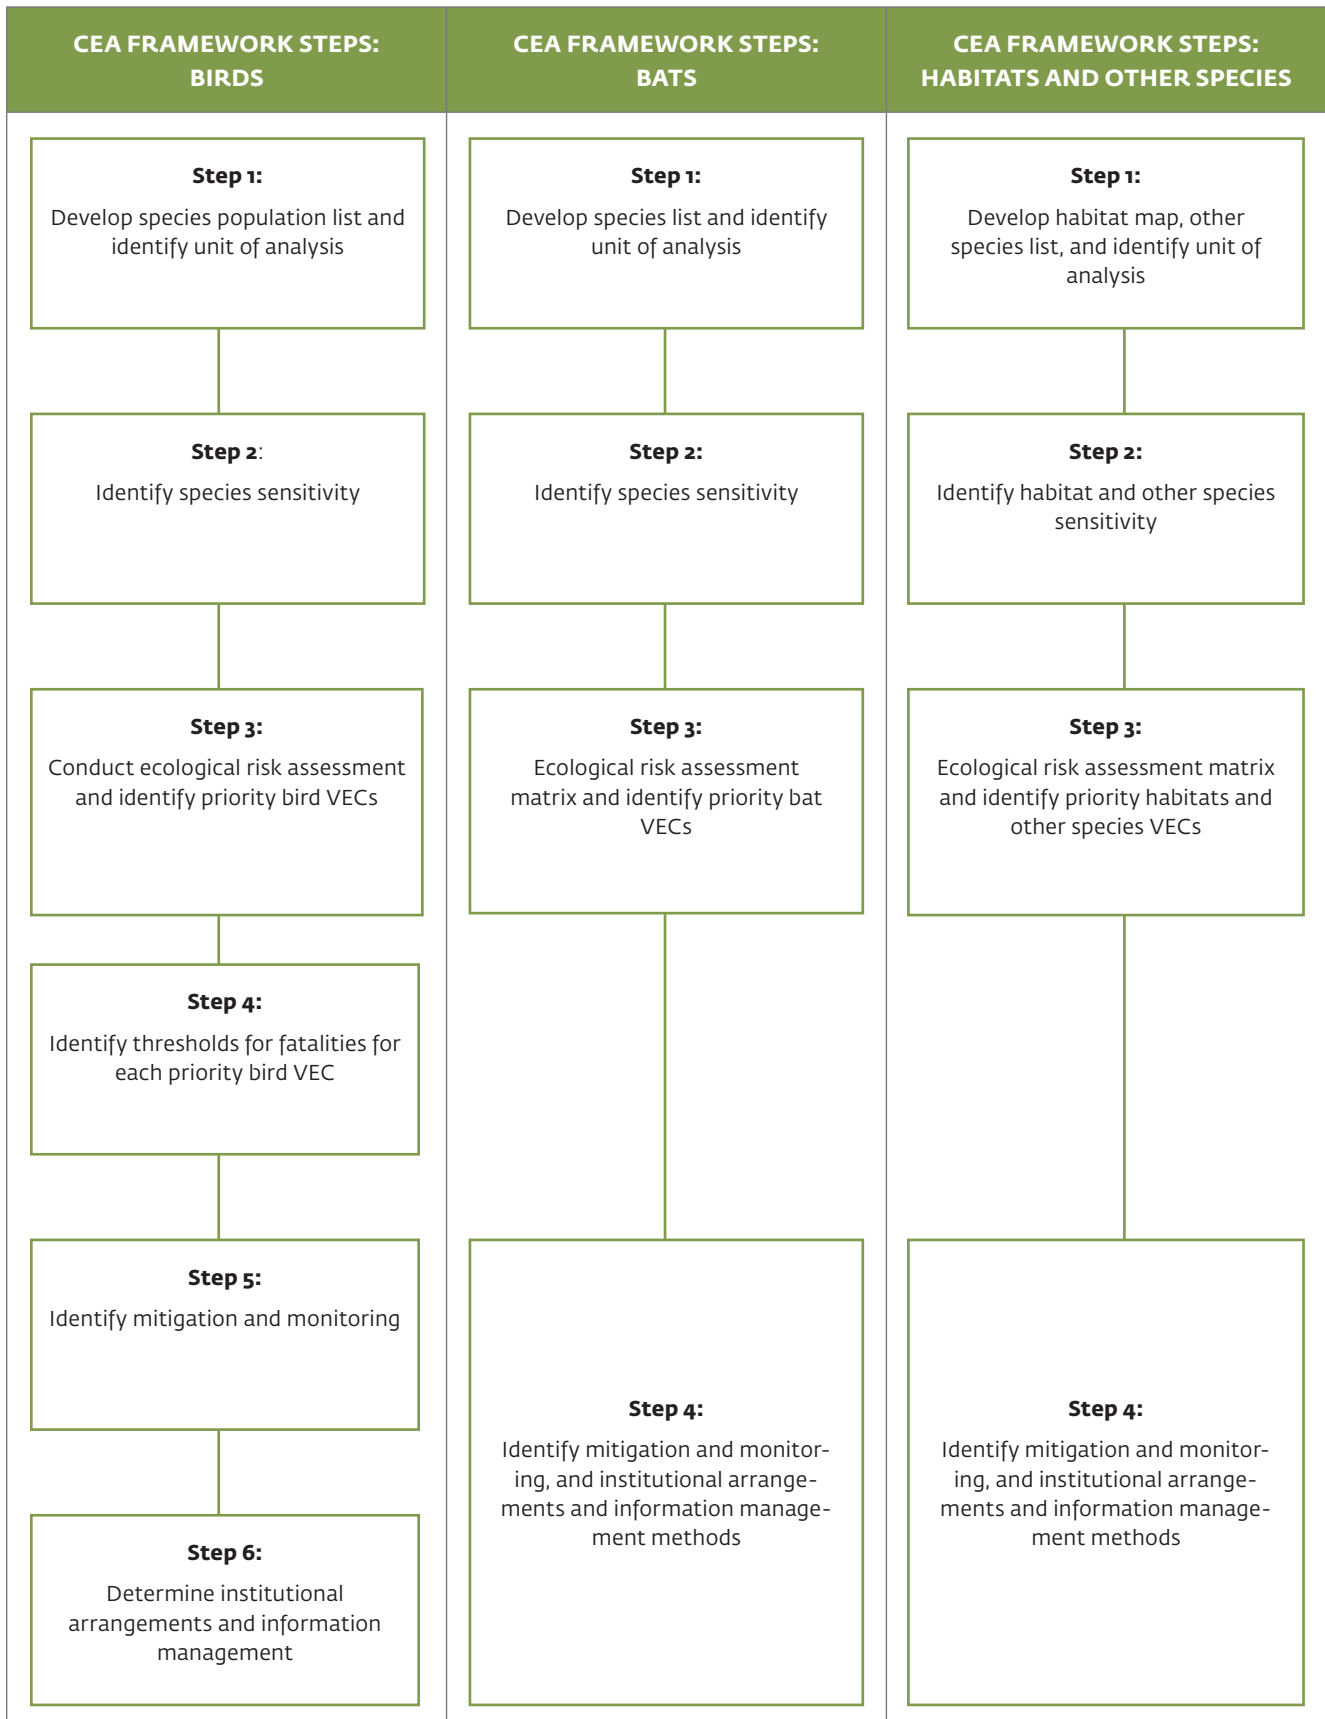 CEA FRAMEWORK STEPS:
BIRDS
CEA FRAMEWORK STEPS:
BATS
CEA FRAMEWORK STEPS:
HABITATS AND OTHER SPECIES
Step 1:
Develop species population list and
identify unit of analysis
Step 2:
Identify species sensitivity
Step 3:
Conduct ecological risk assessment
and identify priority bird VECs
Step 4:
Identify thresholds for fatalities for
each priority bird VEC
Step 5:
Identify mitigation and monitoring
Step 6:
Determine institutional
arrangements and information
management
Step 1:
Develop species list and identify
unit of analysis
Step 2:
Identify species sensitivity
Step 3:
Ecological risk assessment
matrix and identify priority bat
VECs
Step 4:
Identify mitigation and monitor-
ing, and institutional arrange-
ments and information manage-
ment methods
Step 1:
Develop habitat map, other
species list, and identify unit of
analysis
Step 2:
Identify habitat and other species
sensitivity
Step 3:
Ecological risk assessment matrix
and identify priority habitats and
other species VECs
Step 4:
Identify mitigation and monitor-
ing, and institutional arrange-
ments and information manage-
ment methods